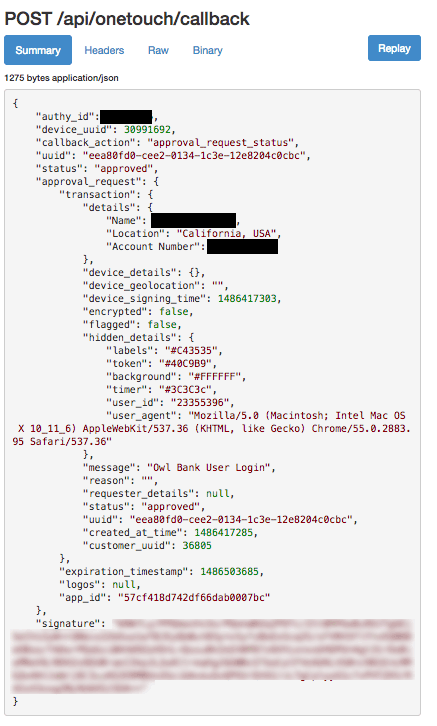 POST /api/onetouch/callback
Summary Headers Raw Binary Replay
1275 bytes application/json
{
"authy_id":
"device_uuid": 30991692,
"callback_action": "approval_request_status",
"uuid": "eea80fd0-cee2-0134-1c3e-12e8204c0cbc",
"status": "approved",
"approval_request": {
"transaction": {
"details": {
"Name": ,
"Location": "California, USA",
"Account Number":
},
"device_details": {},
"device_geolocation": "",
"device_signing_time": 1486417303,
"encrypted": false,
"flagged": false,
"hidden_details": {
"labels": "#C43535",
"token": "#40C9B9",
"background": "#FFFFFF",
"timer": "#3C3C3c",
"user_id": "23355396",
"user_agent": "Mozilla/5.0 (Macintosh; Intel Mac OS
X 10_11_6) AppleWebKit/537.36 (KHTML, like Gecko) Chrome/55.0.2883.
95 Safari/537.36"
},
"message": "Owl Bank User Login",
"reason": "",
"requester_details": null,
"status": "approved",
"uuid": "eea80fd0-cee2-0134-1c3e-12e8204c0cbc",
"created_at_time": 1486417285,
"customer_uuid": 36805
},
"expiration_timestamp": 1486503685,
"logos": null,
"app_id": "57cf418d742df66dab0007bc"
},
"signature":
}